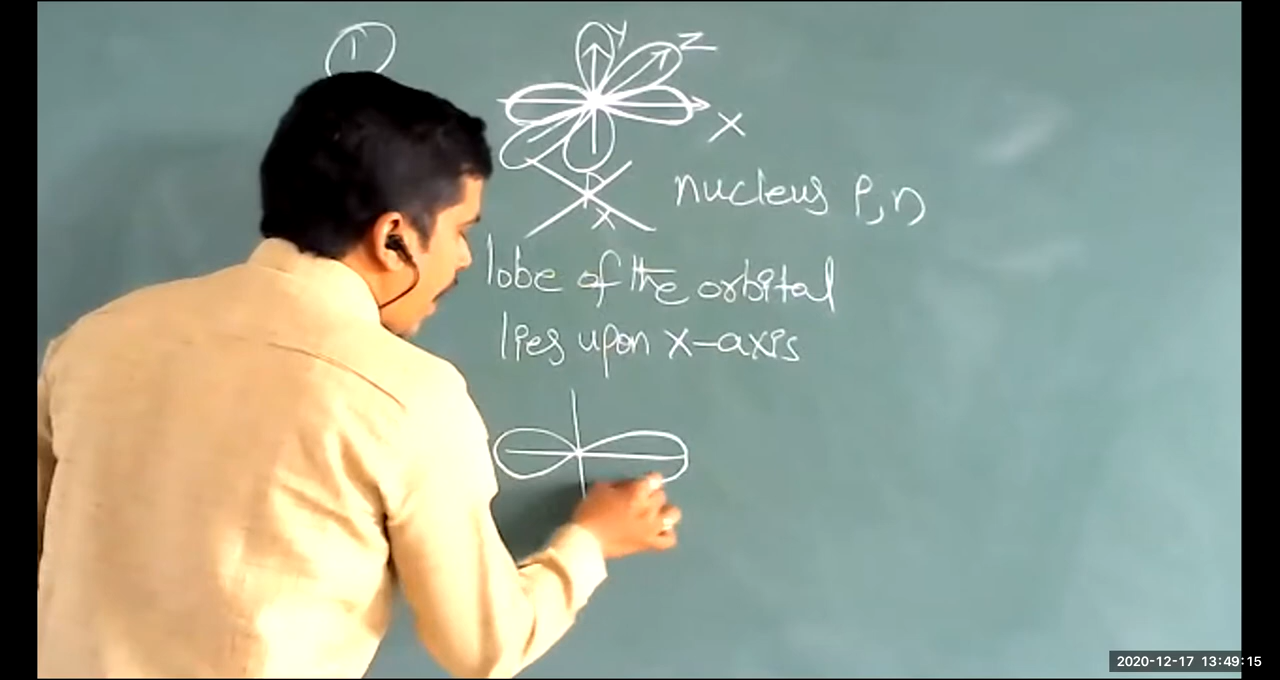 1
Y
Z
X
X
nucleus P, n
lobe of the orbital
lies upon x-axis
2020-12-17 13:49:15